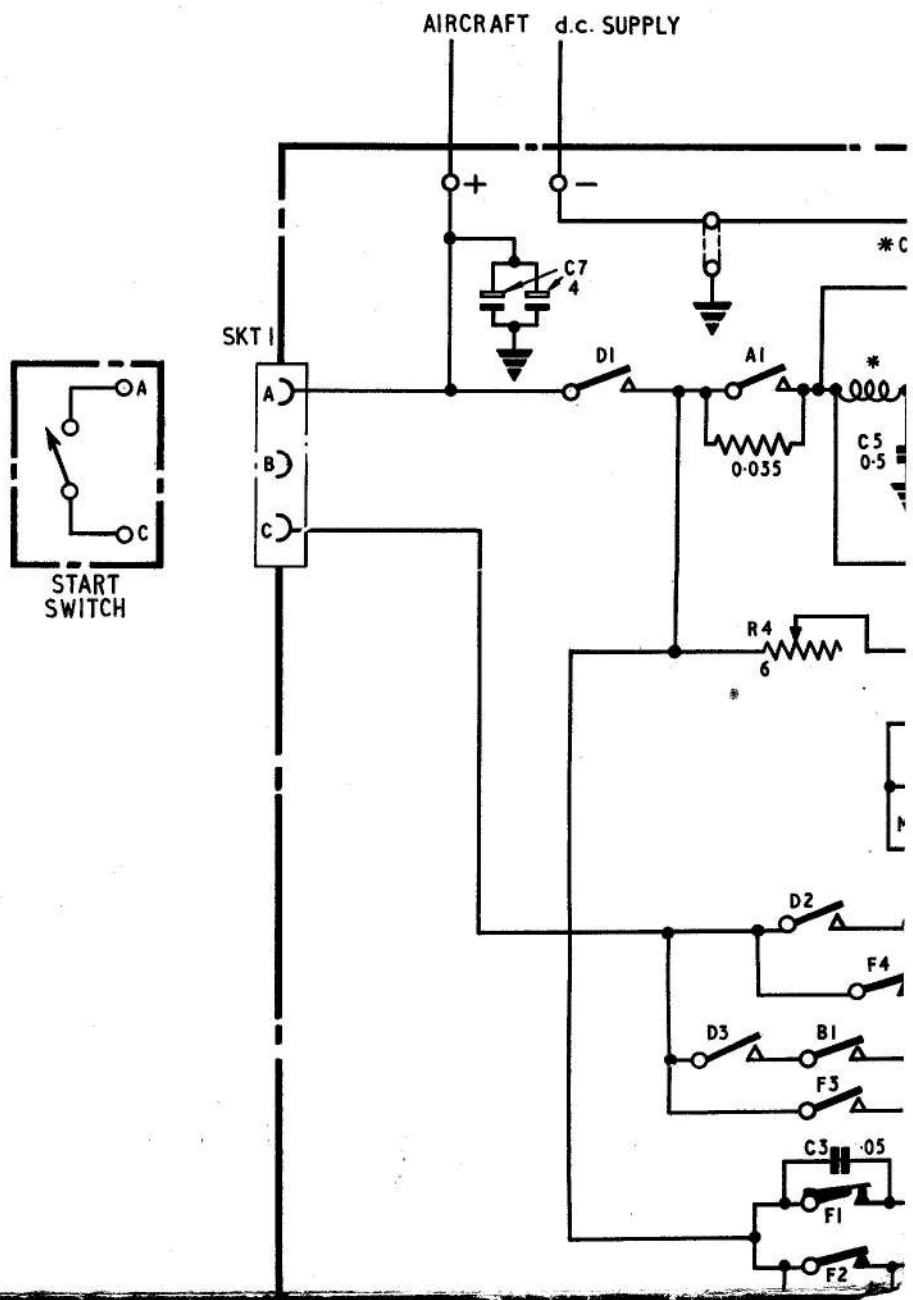 AIRCRAFT d.c. SUPPLY
+ −
* C
C7
4
SKT 1
D1
A1
*
A
A
0·035
C5
0·5
B
C
C
START
SWITCH
R4
6
D2
F4
D3
B1
F3
C3 ·05
F1
F2